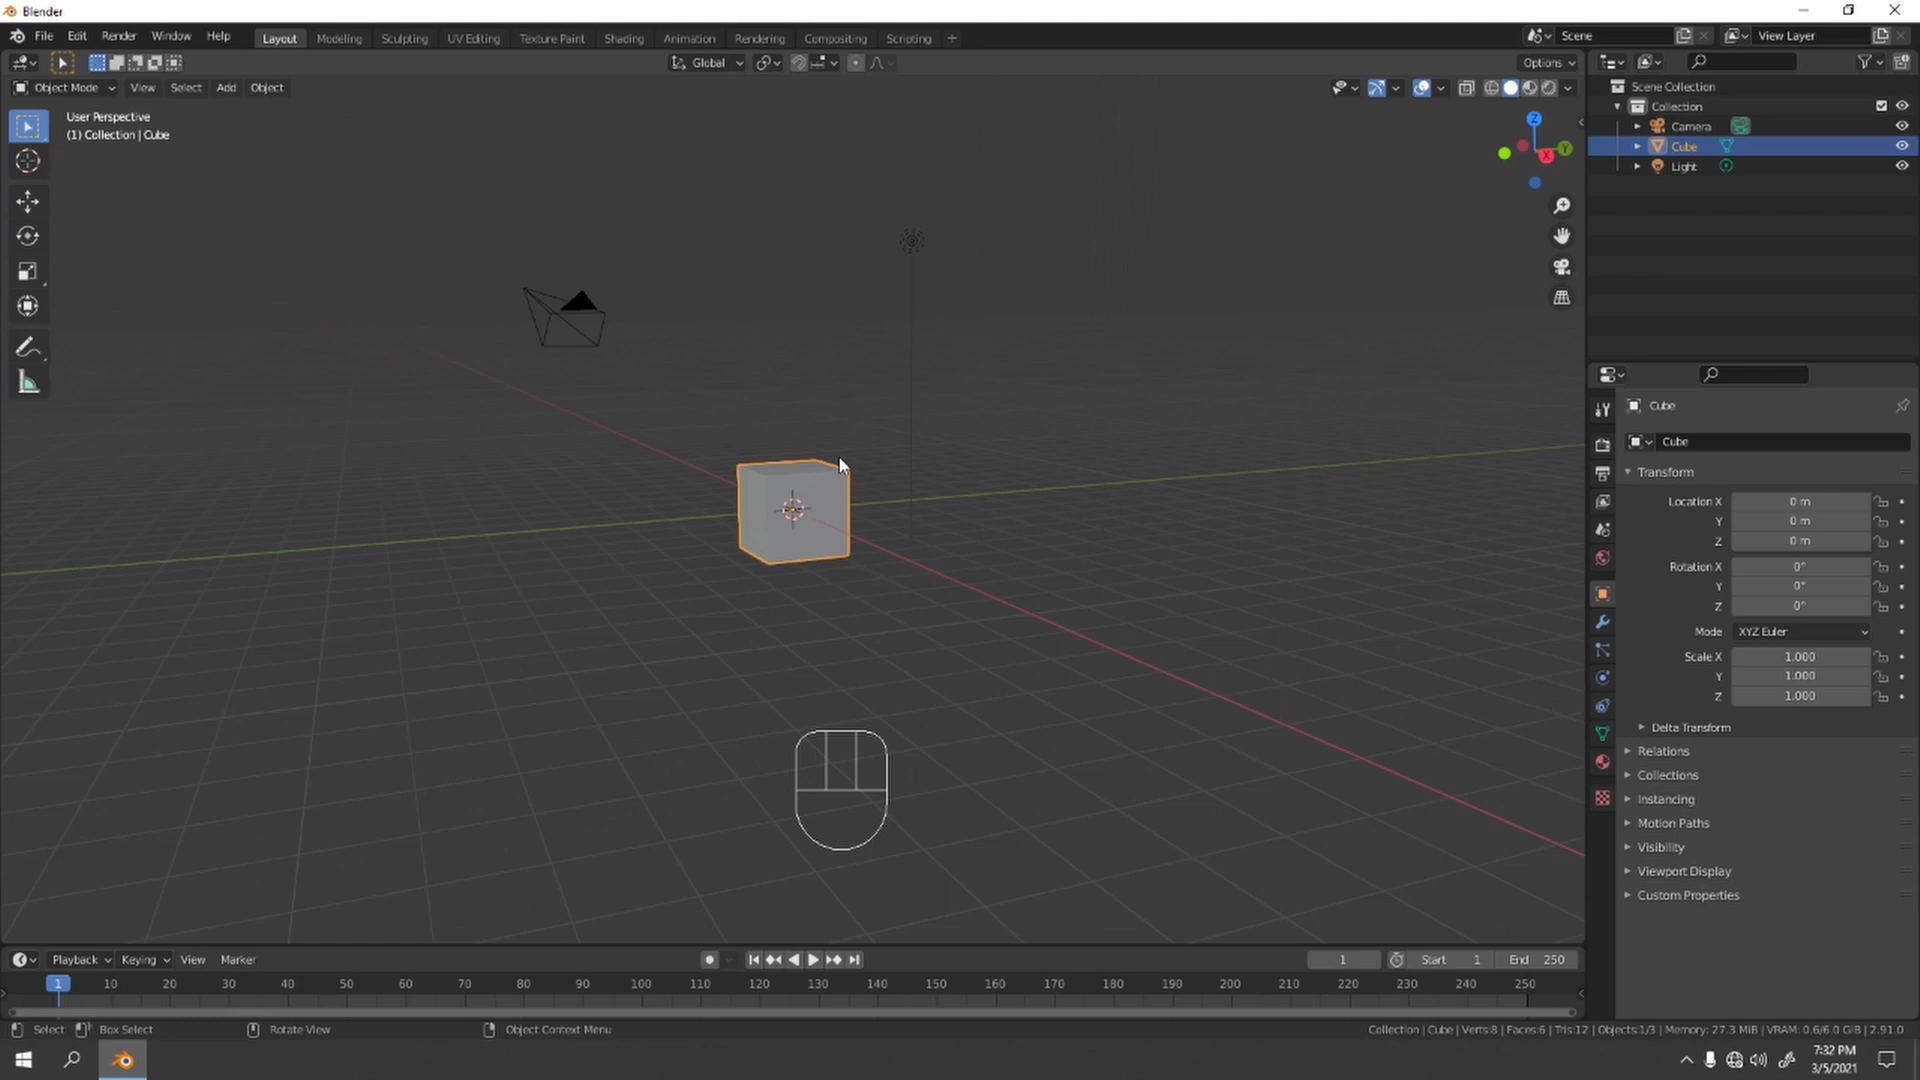 Blender
File Edit Render Window Help Layout Modeling Sculpting UV Editing Texture Paint Shading Animation Rendering Compositing Scripting + Scene View Layer
Global Options
Object Mode View Select Add Object
User Perspective
(1) Collection | Cube
Z
Y
X
Scene Collection
Collection
Camera
Cube
Light
Cube
Cube
Transform
Location X 0 m
Y 0 m
Z 0 m
Rotation X 0°
Y 0°
Z 0°
Mode XYZ Euler
Scale X 1.000
Y 1.000
Z 1.000
Delta Transform
Relations
Collections
Instancing
Motion Paths
Visibility
Viewport Display
Custom Properties
Playback Keying View Marker 1 Start 1 End 250
1 10 20 30 40 50 60 70 80 90 100 110 120 130 140 150 160 170 180 190 200 210 220 230 240 250
Select Box Select Rotate View Object Context Menu Collection | Cube | Verts:8 | Faces:6 | Tris:12 | Objects:1/3 | Memory: 27.3 MiB | VRAM: 0.6/6.0 GiB | 2.91.0
7:32 PM
3/5/2021